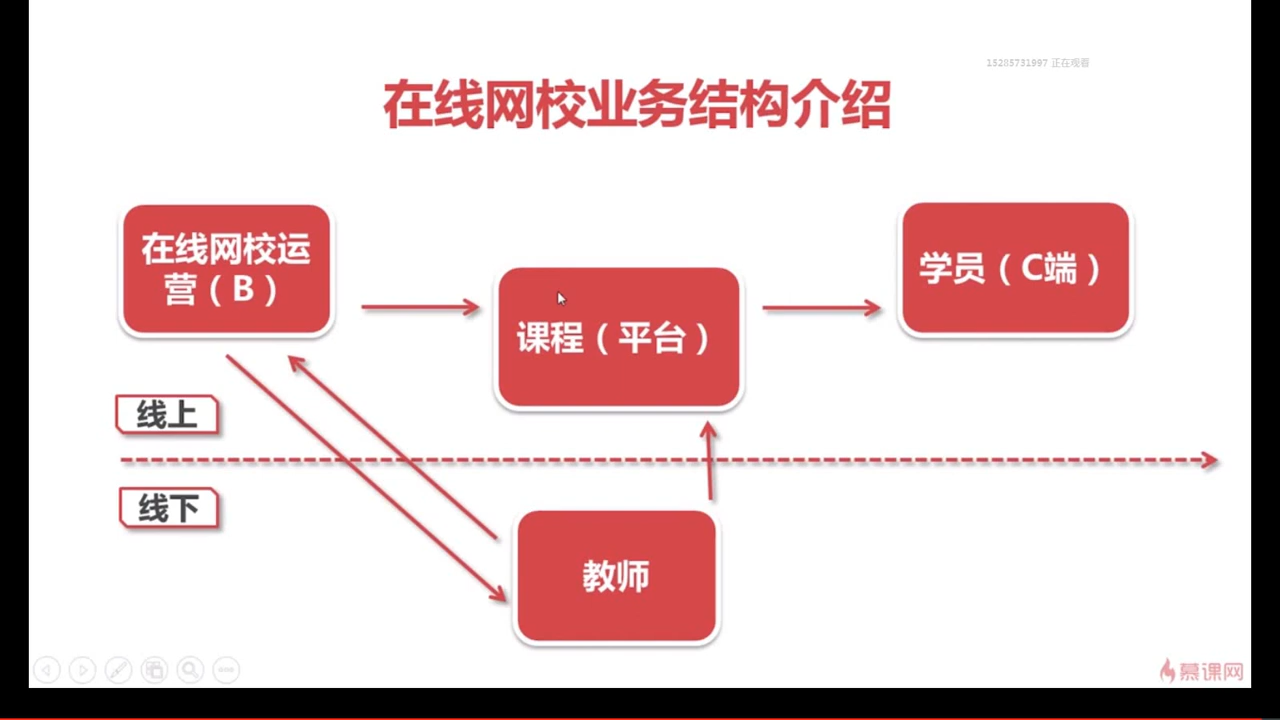 15285731997 正在观看
在线网校业务结构介绍
在线网校运
营（B）
学员（C端）
课程（平台）
线上
线下
教师
慕课网